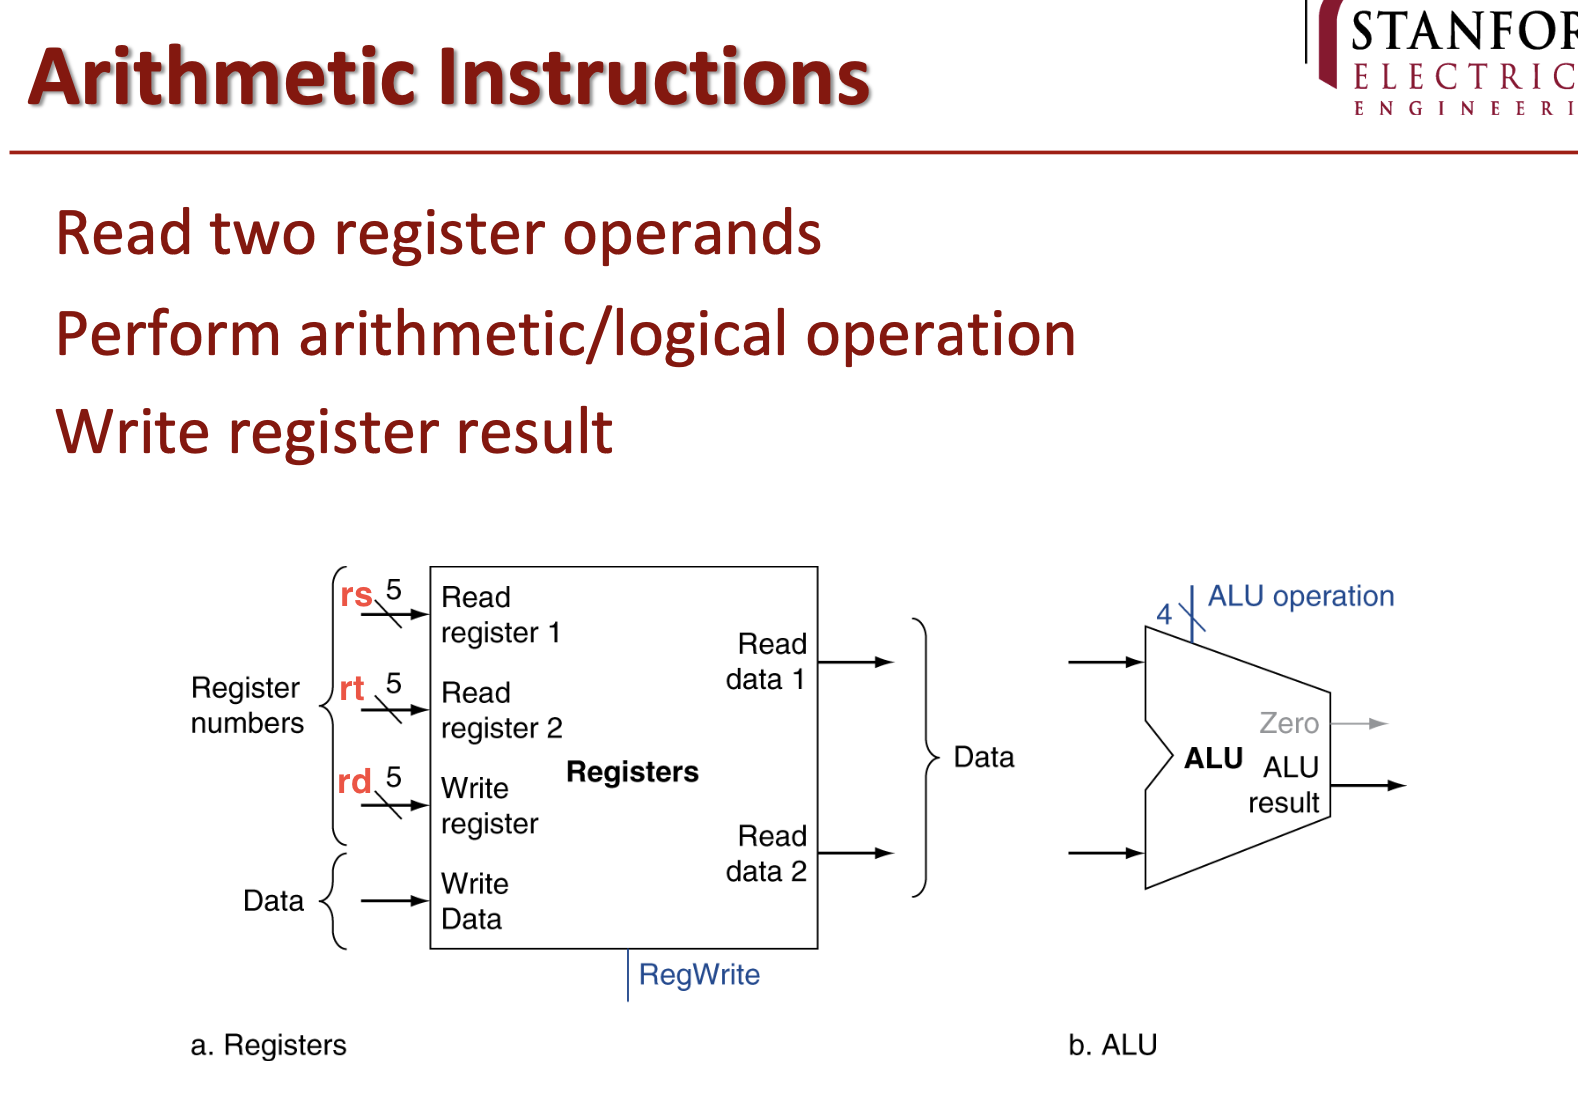 Arithmetic Instructions
STANFOR
ELECTRIC
ENGINEERI
Read two register operands
Perform arithmetic/logical operation
Write register result
Register
numbers
rs 5
rt 5
rd 5
Data
Read
register 1
Read
register 2
Write
register
Write
Data
Registers
Read
data 1
Read
data 2
RegWrite
Data
4
ALU operation
Zero
ALU
ALU
result
a. Registers
b. ALU